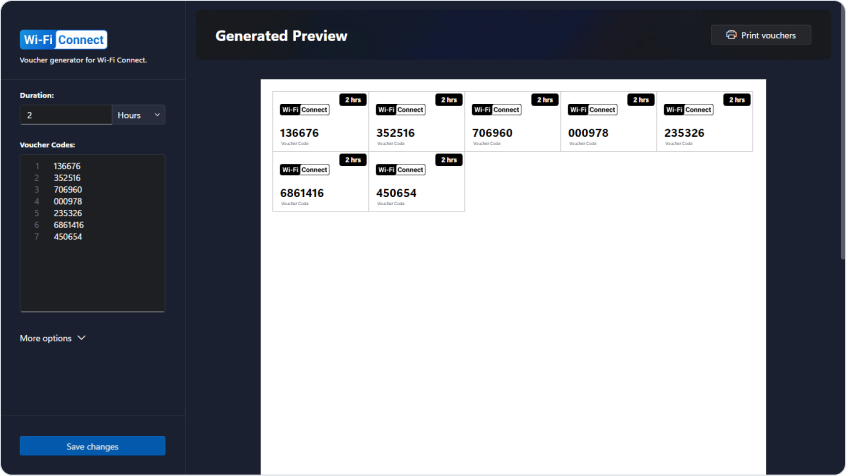 Wi-Fi Connect
Voucher generator for Wi-Fi Connect.
Duration:
2 Hours
Voucher Codes:
1 136676
2 352516
3 706960
4 000978
5 235326
6 6861416
7 450654
More options
Save changes
Generated Preview
Print vouchers
2 hrs 2 hrs 2 hrs 2 hrs 2 hrs
Wi-Fi Connect Wi-Fi Connect Wi-Fi Connect Wi-Fi Connect Wi-Fi Connect
136676 352516 706960 000978 235326
Voucher Code Voucher Code Voucher Code Voucher Code Voucher Code
2 hrs 2 hrs
Wi-Fi Connect Wi-Fi Connect
6861416 450654
Voucher Code Voucher Code